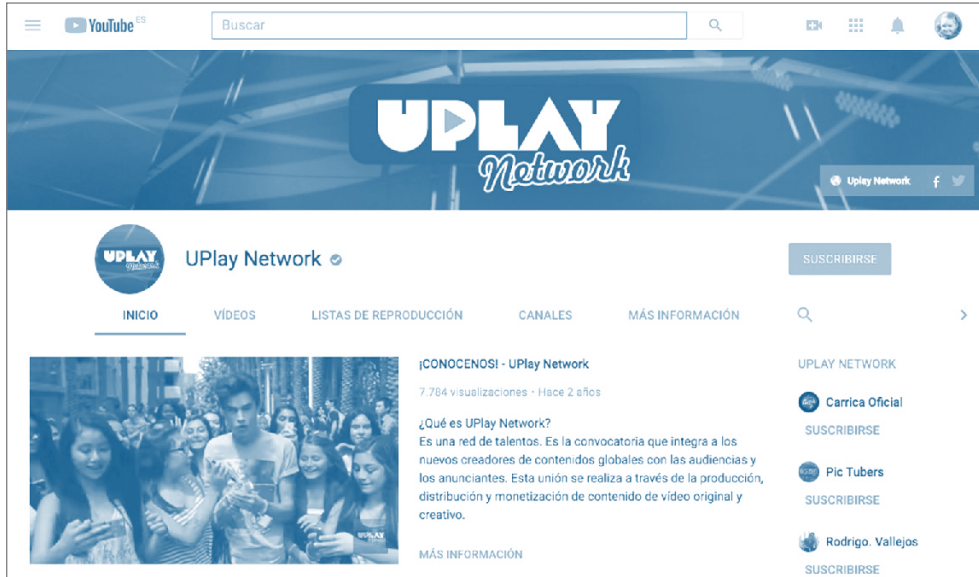 YouTube ES
Buscar
UPLAY
Network
Uplay Network
UPLAY
Network
UPlay Network
SUSCRIBIRSE
INICIO
VÍDEOS
LISTAS DE REPRODUCCIÓN
CANALES
MÁS INFORMACIÓN
¡CONOCENOS! - UPlay Network
7.784 visualizaciones - Hace 2 años
¿Qué es UPlay Network?
Es una red de talentos. Es la convocatoria que integra a los
nuevos creadores de contenidos globales con las audiencias y
los anunciantes. Esta unión se realiza a través de la producción,
distribución y monetización de contenido de vídeo original y
creativo.
MÁS INFORMACIÓN
UPLAY NETWORK
Carrica Oficial
SUSCRIBIRSE
Pic Tubers
SUSCRIBIRSE
Rodrigo. Vallejos
SUSCRIBIRSE